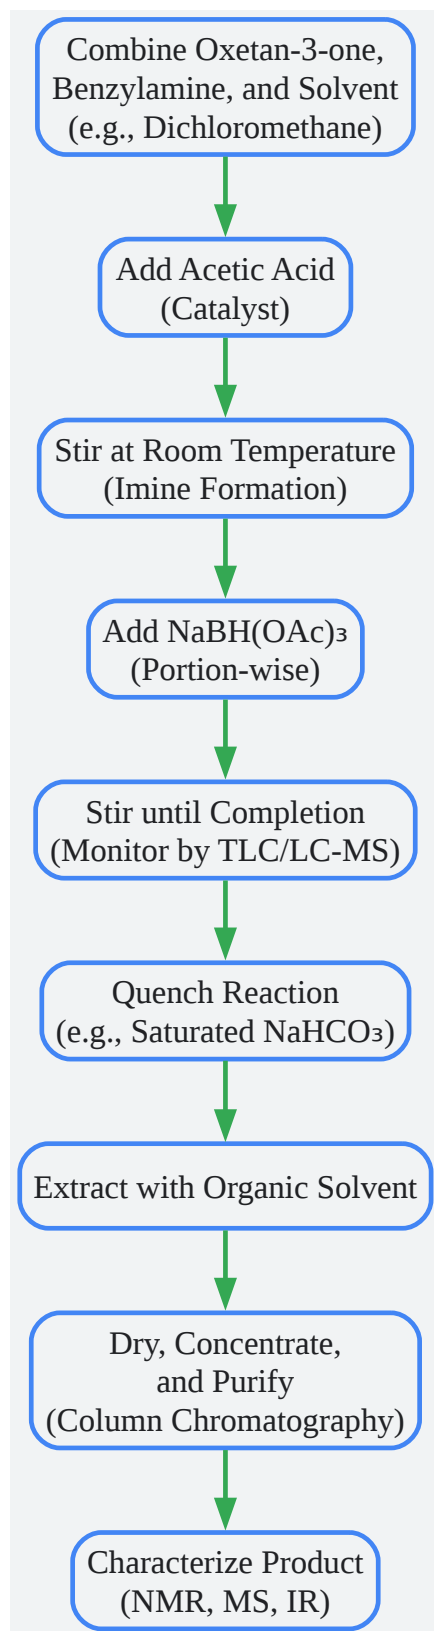 Combine Oxetan-3-one,
Benzylamine, and Solvent
(e.g., Dichloromethane)
Add Acetic Acid
(Catalyst)
Stir at Room Temperature
(Imine Formation)
Add NaBH(OAc)₃
(Portion-wise)
Stir until Completion
(Monitor by TLC/LC-MS)
Quench Reaction
(e.g., Saturated NaHCO₃)
Extract with Organic Solvent
Dry, Concentrate,
and Purify
(Column Chromatography)
Characterize Product
(NMR, MS, IR)